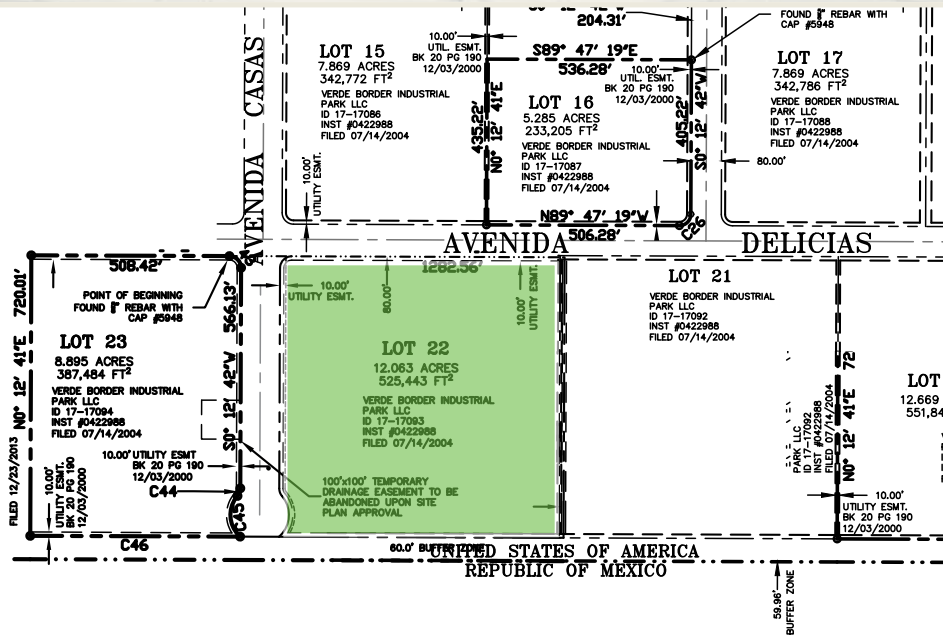 204.31'
FOUND REBAR WITH
CAP #5948
AVENIDA CASAS
LOT 15
7.869 ACRES
342,772 FT²
VERDE BORDER INDUSTRIAL
PARK LLC
ID 17-17086
INST #0422988
FILED 07/14/2004
10.00'
UTILITY ESMT.
10.00'
UTIL. ESMT.
BK 20 PG 190
12/03/2000
S89° 47' 19"E
536.28'
10.00'
UTIL. ESMT.
BK 20 PG 190
12/03/2000
LOT 16
5.285 ACRES
233,205 FT²
VERDE BORDER INDUSTRIAL
PARK LLC
ID 17-17087
INST #0422988
FILED 07/14/2004
435.22'
N0° 12' 41"E
405.22'
S0° 12' 42"W
N89° 47' 19"W
506.28'
C26
80.00'
LOT 17
7.869 ACRES
342,786 FT²
VERDE BORDER INDUSTRIAL
PARK LLC
ID 17-17088
INST #0422988
FILED 07/14/2004
AVENIDA DELICIAS
508.42'
720.01'
N0° 12' 41"E
POINT OF BEGINNING
FOUND REBAR WITH
CAP #5948
566.13'
S0° 12' 42"W
LOT 23
8.895 ACRES
387,484 FT²
VERDE BORDER INDUSTRIAL
PARK LLC
ID 17-17094
INST #0422988
FILED 07/14/2004
10.00' UTILITY ESMT
BK 20 PG 190
12/03/2000
C44
C45
C46
FILED 12/23/2013
10.00'
UTILITY ESMT.
BK 20 PG 190
12/03/2000
1282.56'
10.00'
UTILITY ESMT.
80.00'
10.00'
UTILITY ESMT.
LOT 22
12.063 ACRES
525,443 FT²
VERDE BORDER INDUSTRIAL
PARK LLC
ID 17-17093
INST #0422988
FILED 07/14/2004
100'x100' TEMPORARY
DRAINAGE EASEMENT TO BE
ABANDONED UPON SITE
PLAN APPROVAL
LOT 21
VERDE BORDER INDUSTRIAL
PARK LLC
ID 17-17092
INST #0422988
FILED 07/14/2004
PARK LLC
ID 17-17092
INST #0422988
FILED 07/14/2004
N0° 12' 41"E 72
10.00'
UTILITY ESMT.
BK 20 PG 190
12/03/2000
LOT
12.669
551,84
60.0' BUFFER ZONE
UNITED STATES OF AMERICA
REPUBLIC OF MEXICO
59.96'
BUFFER ZONE